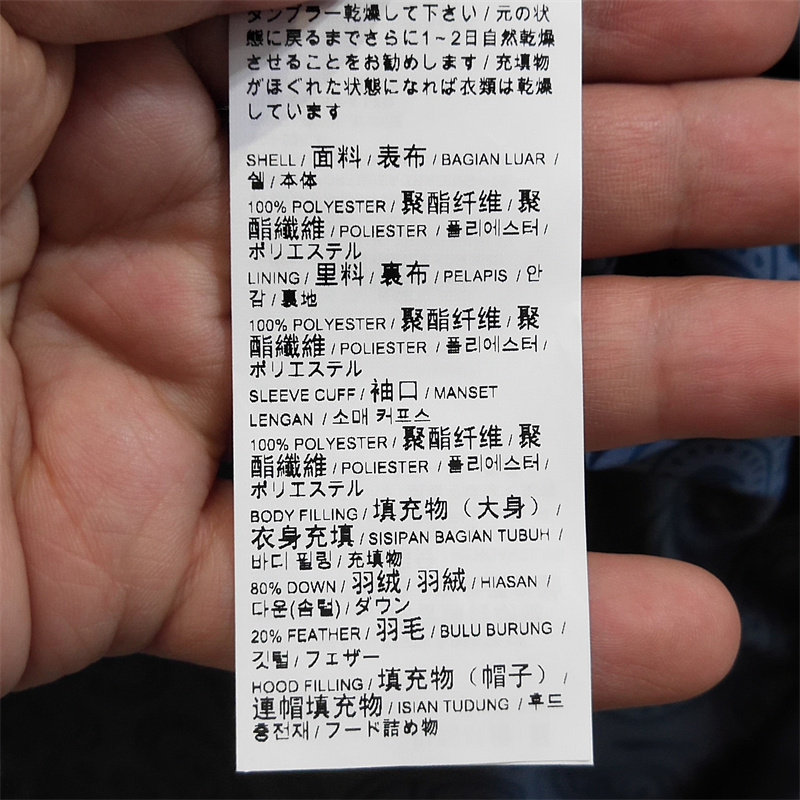 タンブラー乾燥して下さい / 元の状
態に戻るまでさらに1~2日自然乾燥
させることをお勧めします / 充填物
がほぐれた状態になれば衣類は乾燥
しています
SHELL / 面料 / 表布 / BAGIAN LUAR /
쉘 / 本体
100% POLYESTER / 聚酯纤维 / 聚
酯纖維 / POLIESTER / 폴리에스터 /
ポリエステル
LINING / 里料 / 裏布 / PELAPIS / 안
감 / 裏地
100% POLYESTER / 聚酯纤维 / 聚
酯纖維 / POLIESTER / 폴리에스터 /
ポリエステル
SLEEVE CUFF / 袖口 / MANSET
LENGAN / 소매 커프스
100% POLYESTER / 聚酯纤维 / 聚
酯纖維 / POLIESTER / 폴리에스터 /
ポリエステル
BODY FILLING / 填充物（大身） /
衣身充填 / SISIPAN BAGIAN TUBUH /
바디 필링 / 充填物
80% DOWN / 羽绒 / 羽絨 / HIASAN /
다운(솜털) / ダウン
20% FEATHER / 羽毛 / BULU BURUNG /
깃털 / フェザー
HOOD FILLING / 填充物（帽子） /
連帽填充物 / ISIAN TUDUNG / 후드
충전재 / フード詰め物